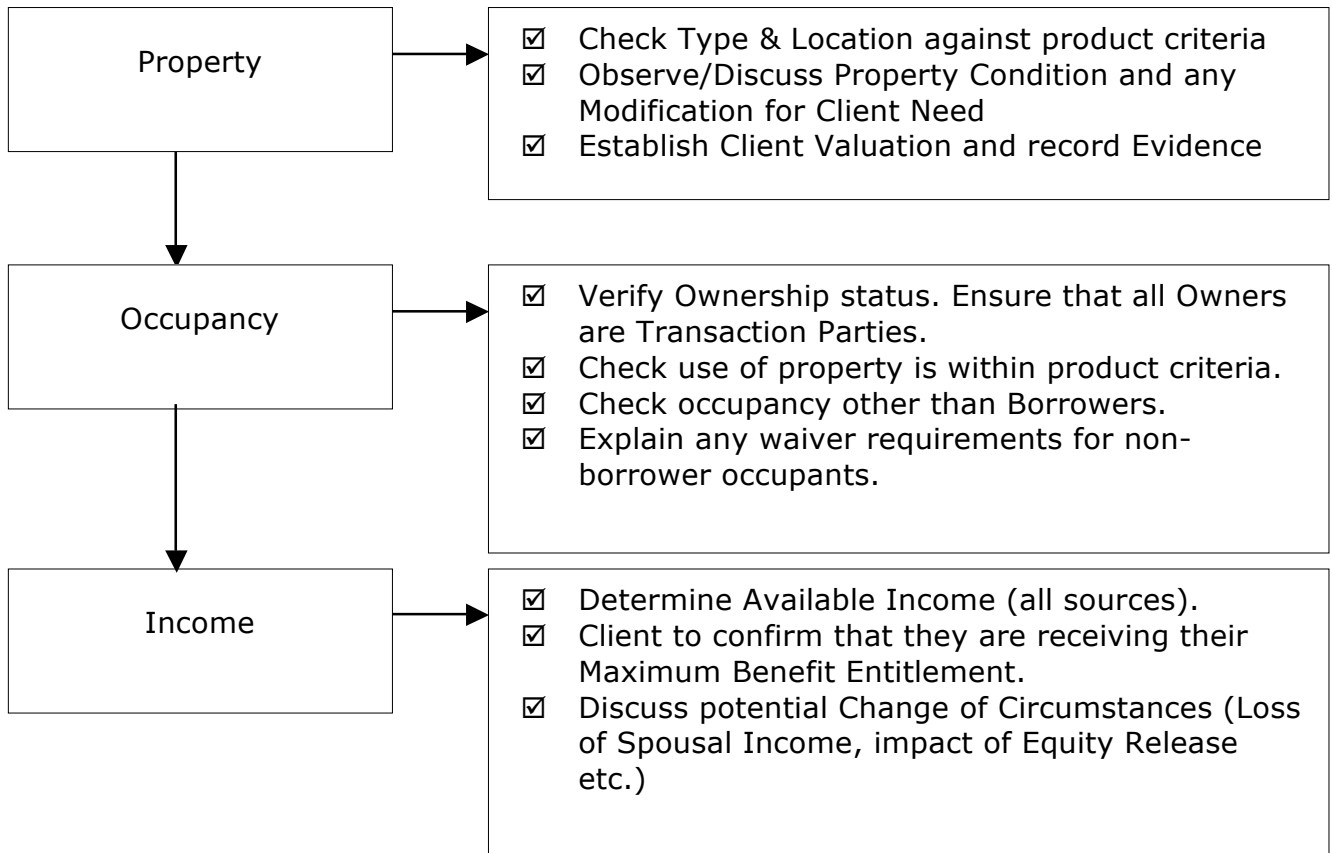 Property
☑ Check Type & Location against product criteria
☑ Observe/Discuss Property Condition and any
Modification for Client Need
☑ Establish Client Valuation and record Evidence
Occupancy
☑ Verify Ownership status. Ensure that all Owners
are Transaction Parties.
☑ Check use of property is within product criteria.
☑ Check occupancy other than Borrowers.
☑ Explain any waiver requirements for non-
borrower occupants.
Income
☑ Determine Available Income (all sources).
☑ Client to confirm that they are receiving their
Maximum Benefit Entitlement.
☑ Discuss potential Change of Circumstances (Loss
of Spousal Income, impact of Equity Release
etc.)